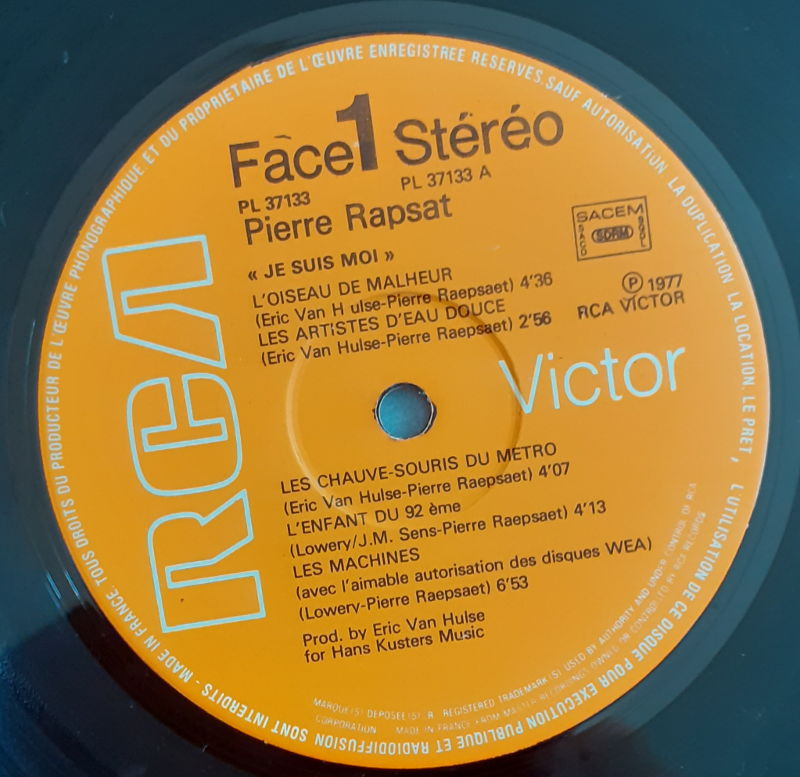 Face 1 Stéréo
PL 37133
PL 37133 A
Pierre Rapsat
« JE SUIS MOI »
L'OISEAU DE MALHEUR
(Eric Van H ulse-Pierre Raepsaet) 4'36
LES ARTISTES D'EAU DOUCE
(Eric Van Hulse-Pierre Raepsaet) 2'56
SACEM
SACD
SDRM
SGDL
Ⓟ 1977
RCA VICTOR
RCA
Victor
LES CHAUVE-SOURIS DU METRO
(Eric Van Hulse-Pierre Raepsaet) 4'07
L'ENFANT DU 92 ème
(Lowery/J.M. Sens-Pierre Raepsaet) 4'13
LES MACHINES
(avec l'aimable autorisation des disques WEA)
(Lowery-Pierre Raepsaet) 6'53
Prod. by Eric Van Hulse
for Hans Kusters Music
MARQUE(S) DEPOSEE(S) R. REGISTERED TRADEMARK(S) USED BY AUTHORITY AND UNDER CONTROL OF RCA
CORPORATION MADE IN FRANCE FROM MASTER RECORDINGS OWNED OR CONTROLLED BY RCA RECORDS
MADE IN FRANCE. TOUS DROITS DU PRODUCTEUR DE L'ŒUVRE PHONOGRAPHIQUE ET DU PROPRIETAIRE DE L'ŒUVRE ENREGISTREE RESERVES. SAUF AUTORISATION LA DUPLICATION, LA LOCATION, LE PRET, L'UTILISATION DE CE DISQUE POUR EXECUTION PUBLIQUE ET RADIODIFFUSION SONT INTERDITS -